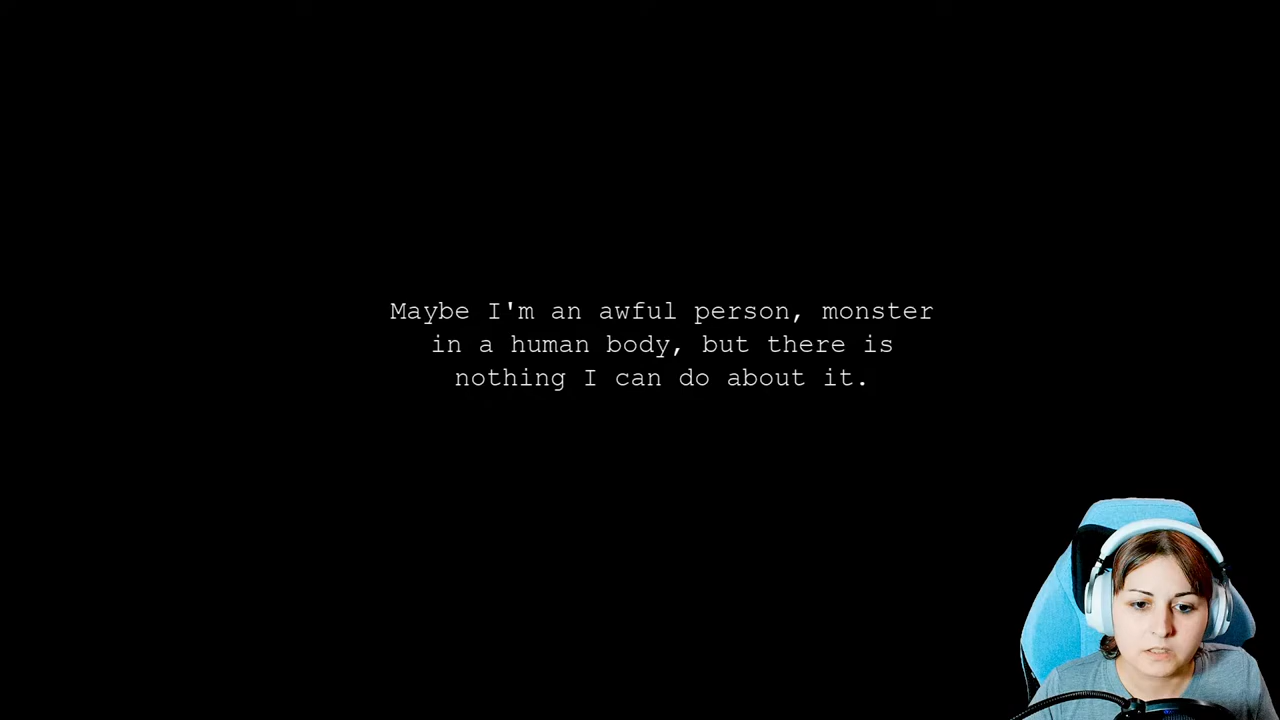 Maybe I'm an awful person, monster
in a human body, but there is
nothing I can do about it.